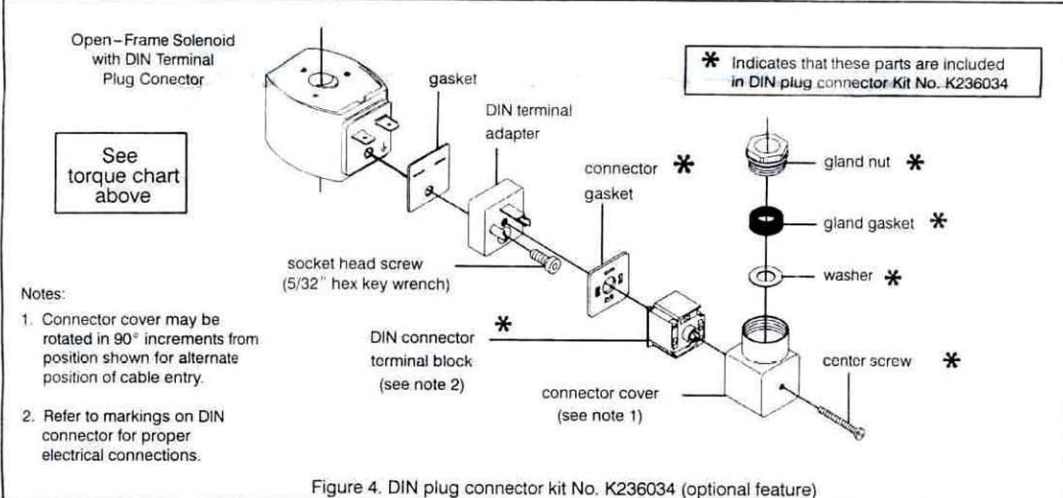 Open-Frame Solenoid
with DIN Terminal
Plug Conector
gasket
* Indicates that these parts are included
in DIN plug connector Kit No. K236034
DIN terminal
adapter
See
torque chart
above
connector *
gasket
gland nut *
gland gasket *
washer *
socket head screw
(5/32" hex key wrench)
Notes:
1. Connector cover may be
rotated in 90° increments from
position shown for alternate
position of cable entry.
2. Refer to markings on DIN
connector for proper
electrical connections.
DIN connector *
terminal block
(see note 2)
center screw *
connector cover
(see note 1)
Figure 4. DIN plug connector kit No. K236034 (optional feature)